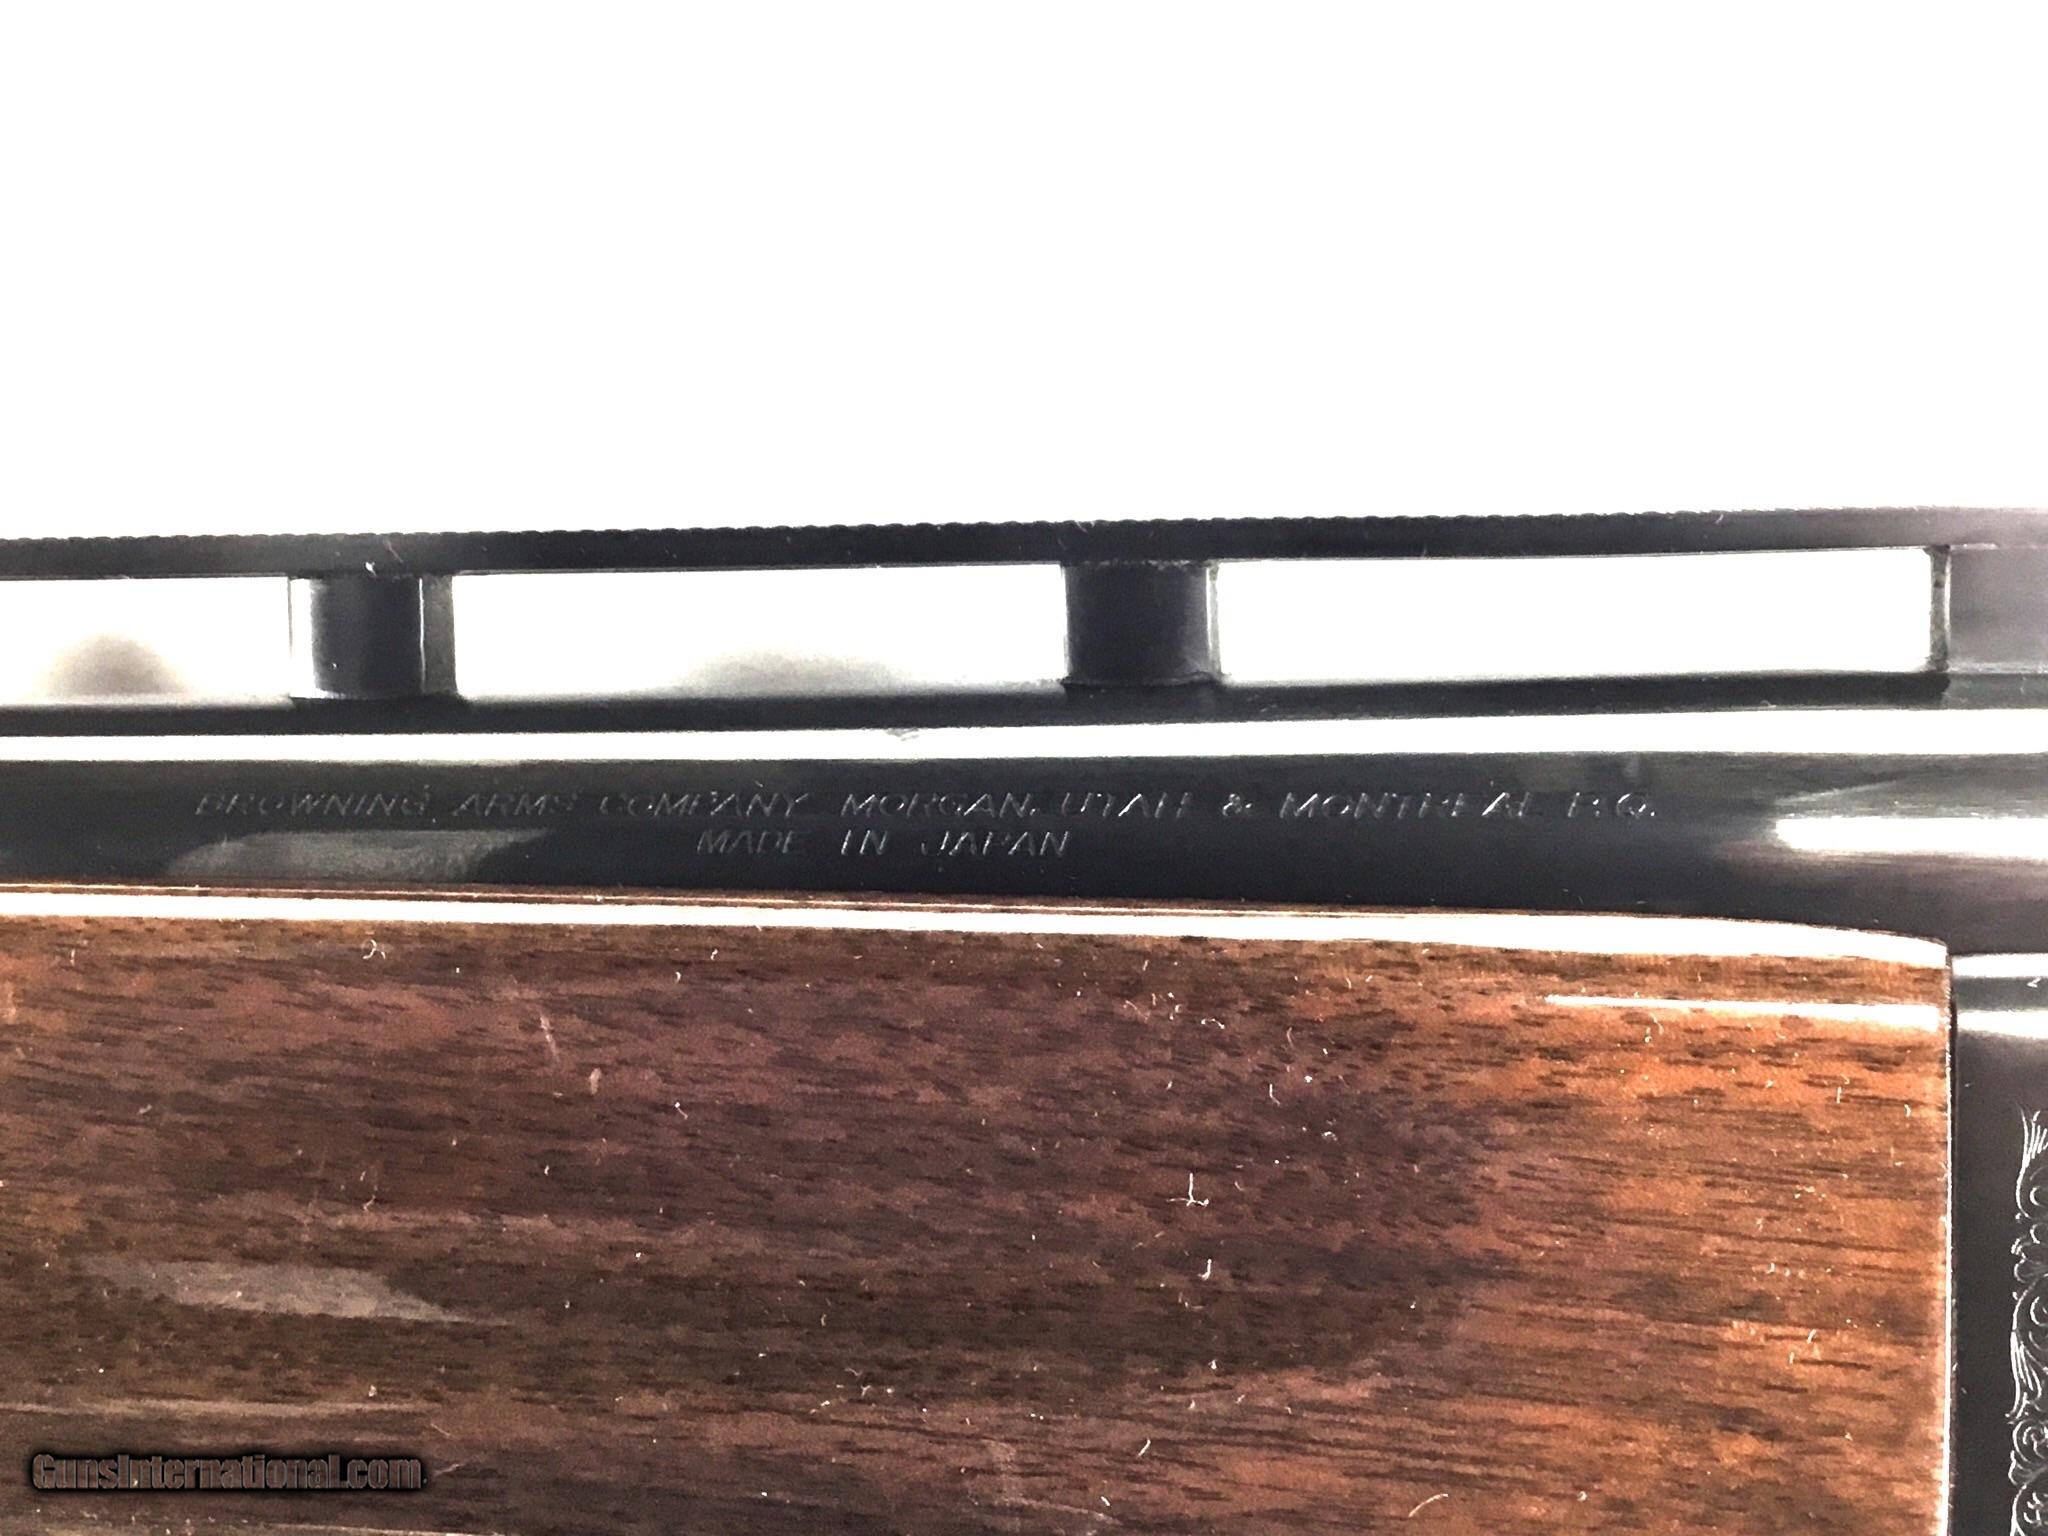 BROWNING ARMS COMPANY MORGAN, UTAH & MONTREAL P.Q.
MADE IN JAPAN
GunsInternational.com